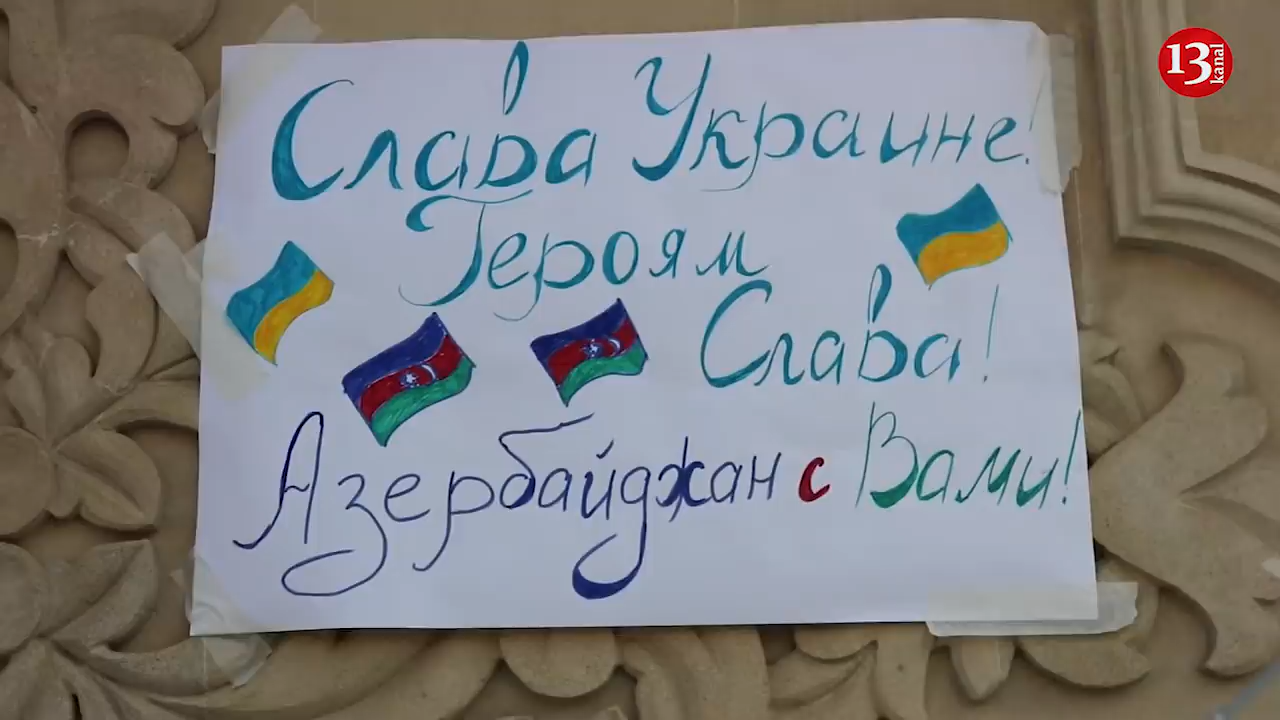 Слава Украине!
Героям
Слава!
Азербайджан с Вами!
13 kanal